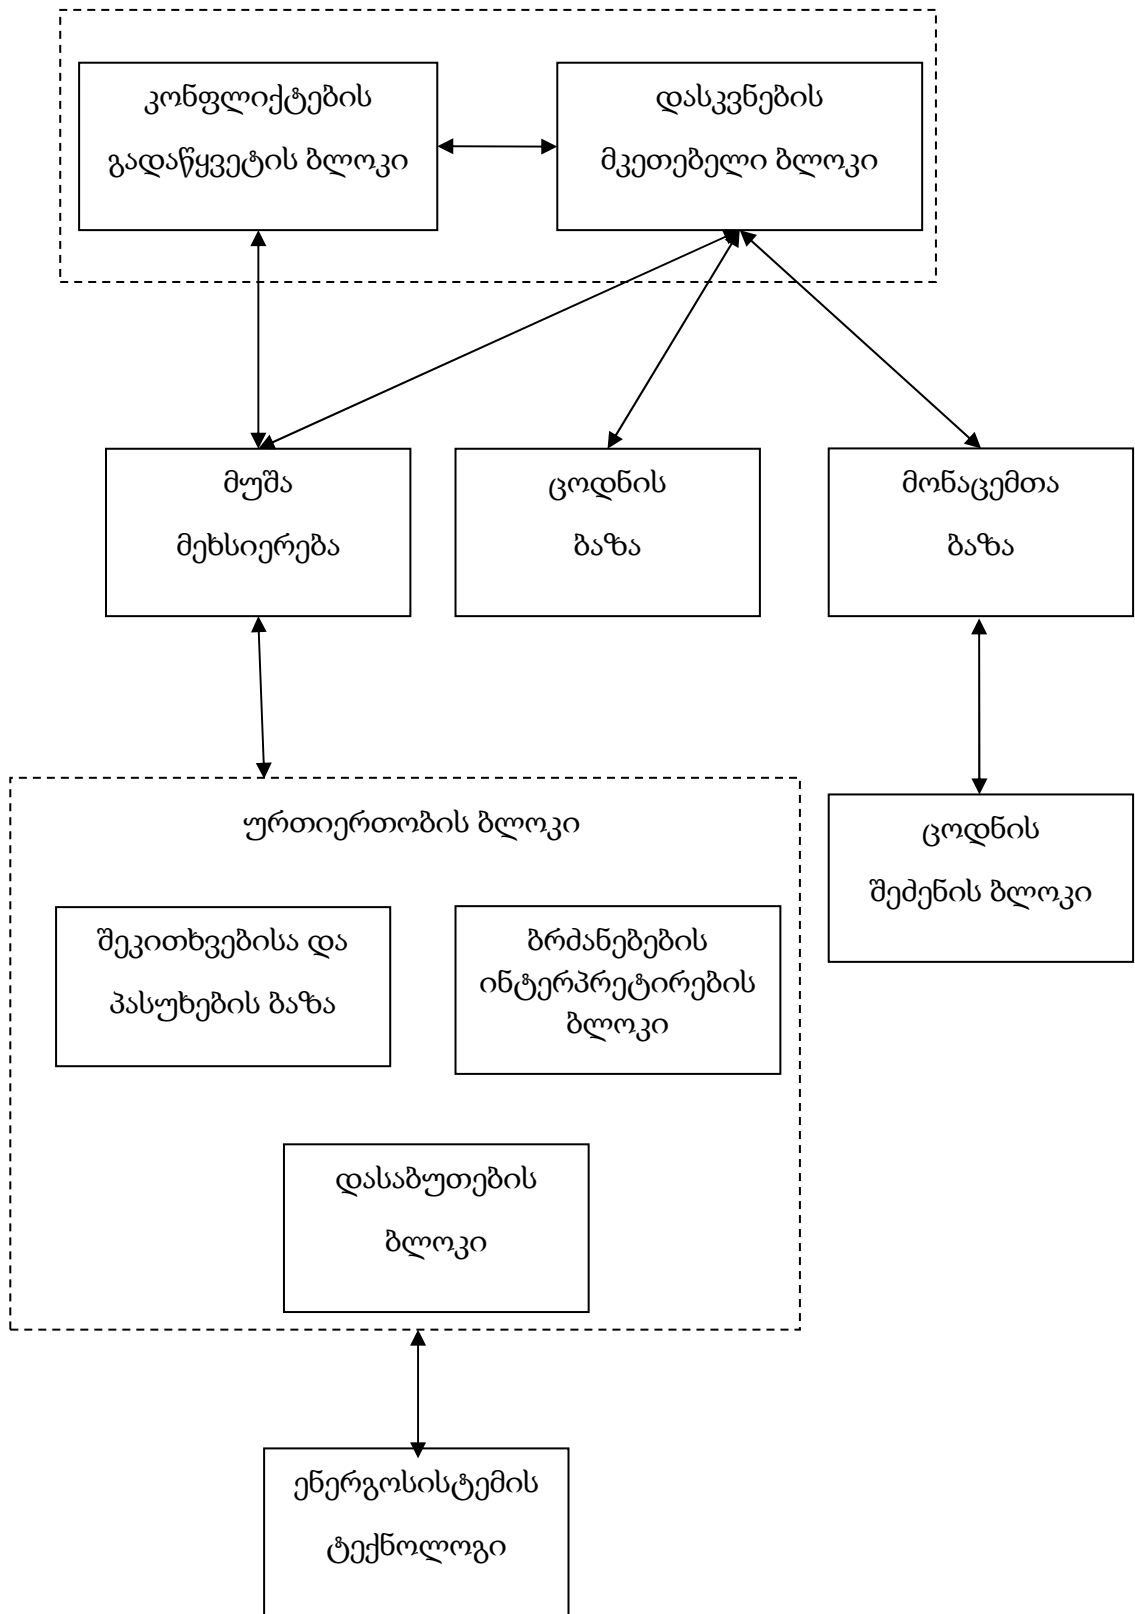 კონფლიქტების
გადაწყვეტის ბლოკი
დასკვნების
მკეთებელი ბლოკი
მუშა
მეხსიერება
ცოდნის
ბაზა
მონაცემთა
ბაზა
ურთიერთობის ბლოკი
ცოდნის
შეძენის ბლოკი
შეკითხვებისა და
პასუხების ბაზა
ბრძანებების
ინტერპრეტირების
ბლოკი
დასაბუთების
ბლოკი
ენერგოსისტემის
ტექნოლოგი